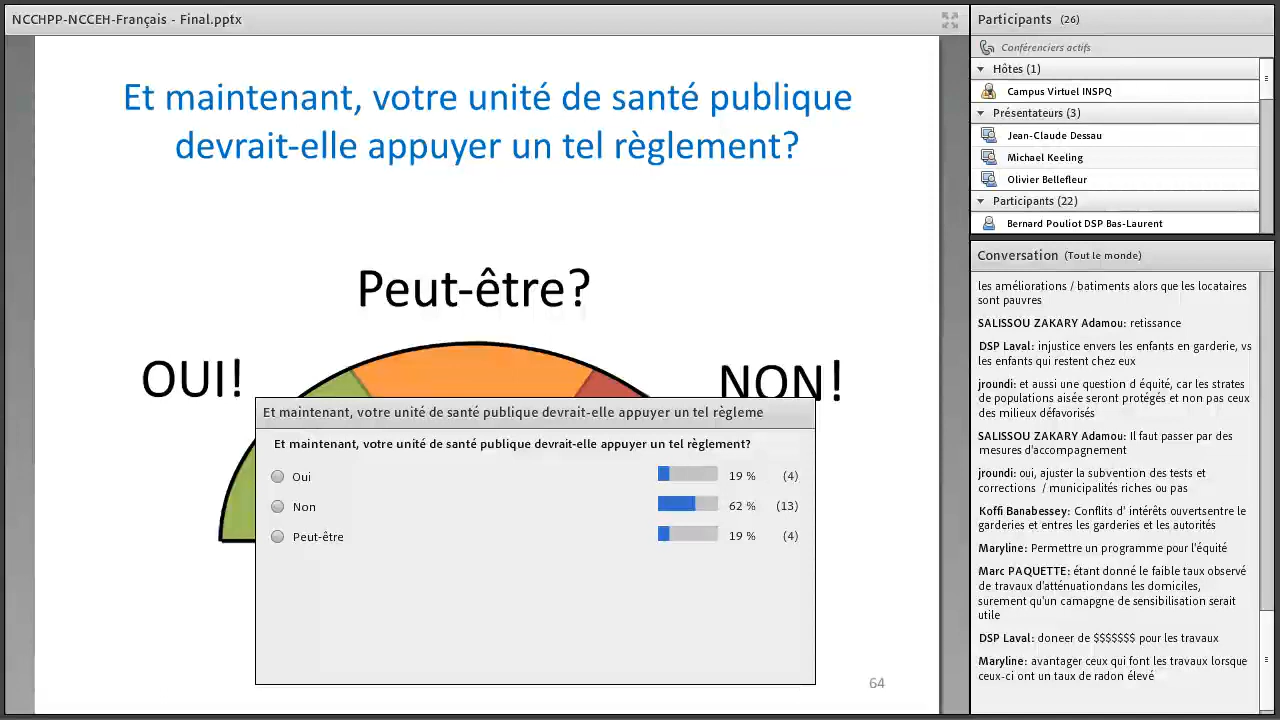 NCCHPP-NCCEH-Français - Final.pptx
Et maintenant, votre unité de santé publique
devrait-elle appuyer un tel règlement?
Peut-être?
OUI!
NON!
Et maintenant, votre unité de santé publique devrait-elle appuyer un tel règleme
Et maintenant, votre unité de santé publique devrait-elle appuyer un tel règlement?
Oui 19 % (4)
Non 62 % (13)
Peut-être 19 % (4)
64
Participants (26)
Conférenciers actifs
Hôtes (1)
Campus Virtuel INSPQ
Présentateurs (3)
Jean-Claude Dessau
Michael Keeling
Olivier Bellefleur
Participants (22)
Bernard Pouliot DSP Bas-Laurent
Conversation (Tout le monde)
les améliorations / batiments alors que les locataires
sont pauvres
SALISSOU ZAKARY Adamou: retissance
DSP Laval: injustice envers les enfants en garderie, vs
les enfants qui restent chez eux
jroundi: et aussi une question d équité, car les strates
de populations aisée seront protégés et non pas ceux
des milieux défavorisés
SALISSOU ZAKARY Adamou: Il faut passer par des
mesures d'accompagnement
jroundi: oui, ajuster la subvention des tests et
corrections / municipalités riches ou pas
Koffi Banabessey: Conflits d' intérêts ouvertsentre le
garderies et entres les garderies et les autorités
Maryline: Permettre un programme pour l'équité
Marc PAQUETTE: étant donné le faible taux observé
de travaux d'atténuationdans les domiciles,
surement qu'un camapgne de sensibilisation serait
utile
DSP Laval: doneer de $$$$$$$ pour les travaux
Maryline: avantager ceux qui font les travaux lorsque
ceux-ci ont un taux de radon élevé